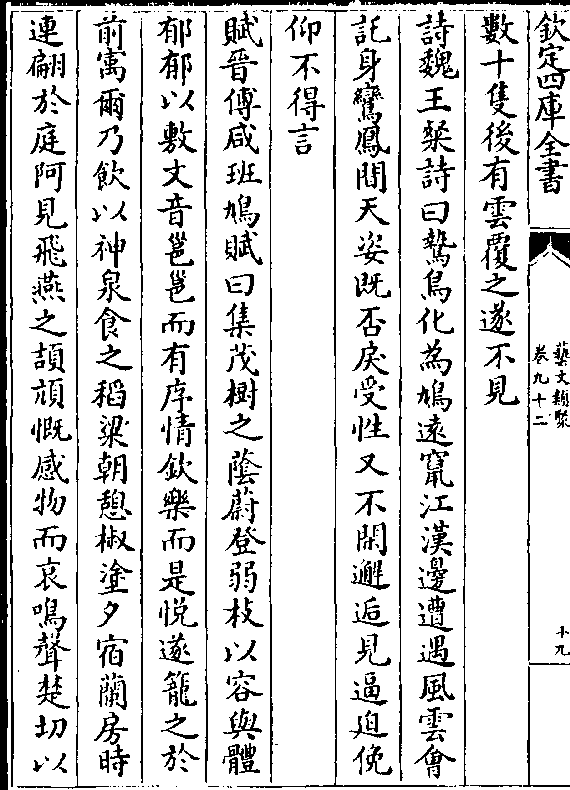 欽定四庫全書
藝文類聚
卷九十二
十九
數十隻後有雲覆之遂不見
詩魏王粲詩曰鷙鳥化為鳩遠竄江漢邊遭遇風雲會
託身鸞鳳間天姿既否戾受性又不閑邂逅見逼迫俛
仰不得言
賦晉傅咸班鳩賦曰集茂樹之蔭蔚登弱枝以容與體
郁郁以敷文音邕邕而有序情欽樂而是悅遂籠之於
前寓爾乃飲以神泉食之稻粱朝憩椒塗夕宿蘭房時
連翩於庭阿見飛燕之頡頏慨感物而哀鳴聲楚切以